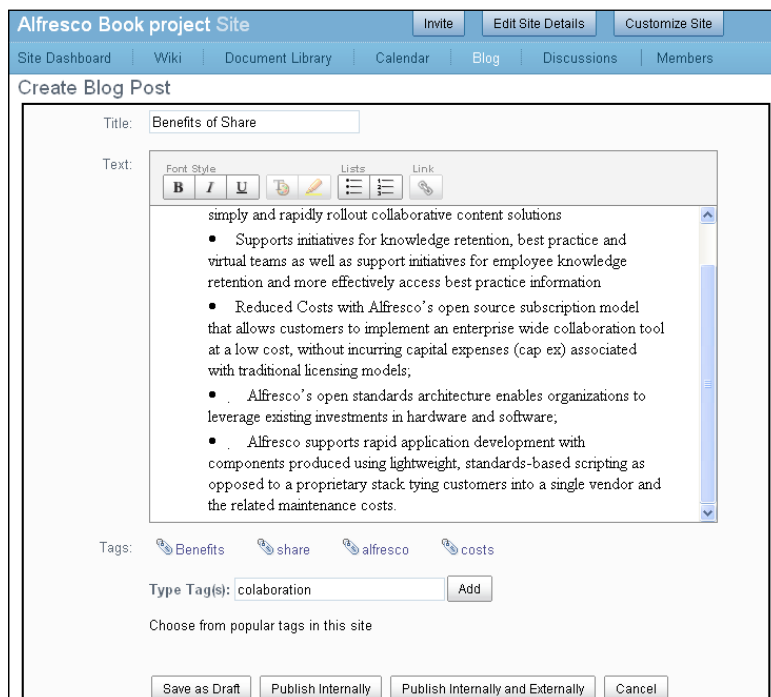 Alfresco Book project Site Invite Edit Site Details Customize Site
Site Dashboard Wiki Document Library Calendar Blog Discussions Members
Create Blog Post
Title: Benefits of Share
Text:
Font Style Lists Link
B I U
simply and rapidly rollout collaborative content solutions
• Supports initiatives for knowledge retention, best practice and
virtual teams as well as support initiatives for employee knowledge
retention and more effectively access best practice information
• Reduced Costs with Alfresco's open source subscription model
that allows customers to implement an enterprise wide collaboration tool
at a low cost, without incurring capital expenses (cap ex) associated
with traditional licensing models;
• . Alfresco's open standards architecture enables organizations to
leverage existing investments in hardware and software;
• . Alfresco supports rapid application development with
components produced using lightweight, standards-based scripting as
opposed to a proprietary stack tying customers into a single vendor and
the related maintenance costs.
Tags: Benefits share alfresco costs
Type Tag(s): colaboration Add
Choose from popular tags in this site
Save as Draft Publish Internally Publish Internally and Externally Cancel